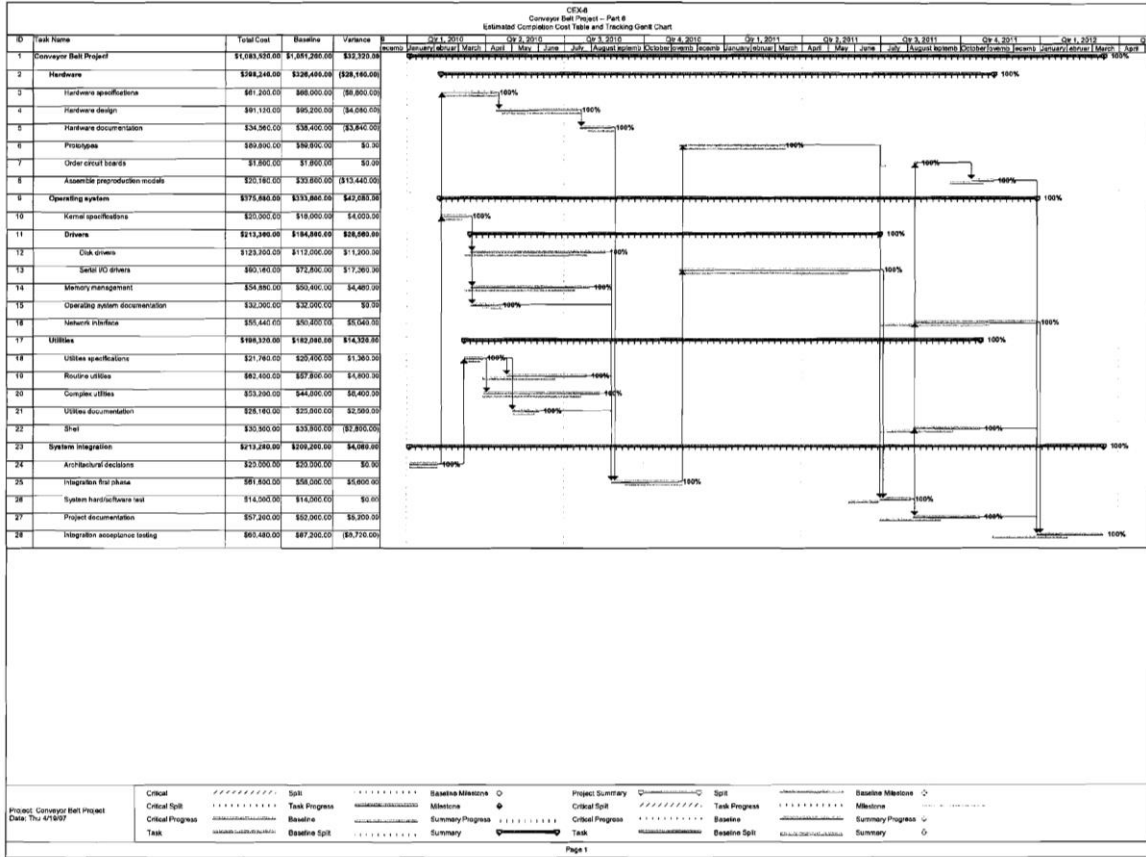 CEX-6
Conveyor Belt Project – Part 6
Estimated Completion Cost Table and Tracking Gantt Chart
ID Task Name Total Cost Baseline Variance Qtr 1, 2010 Qtr 2, 2010 Qtr 3, 2010 Qtr 4, 2010 Qtr 1, 2011 Qtr 2, 2011 Qtr 3, 2011 Qtr 4, 2011 Qtr 1, 2012
ecemb January ebruar March April May June July August eptemb October ovemb ecemb January ebruar March April May June July August eptemb October ovemb ecemb January ebruar March April
1 Conveyor Belt Project $1,083,520.00 $1,051,200.00 $32,320.00 100%
2 Hardware $298,240.00 $326,400.00 ($28,160.00) 100%
3 Hardware specifications $61,200.00 $68,000.00 ($6,800.00) 100%
4 Hardware design $91,120.00 $95,200.00 ($4,080.00) 100%
5 Hardware documentation $34,560.00 $38,400.00 ($3,840.00) 100%
6 Prototypes $89,600.00 $89,600.00 $0.00 100%
7 Order circuit boards $1,600.00 $1,600.00 $0.00 100%
8 Assemble preproduction models $20,160.00 $33,600.00 ($13,440.00) 100%
9 Operating system $375,680.00 $333,600.00 $42,080.00 100%
10 Kernel specifications $20,000.00 $16,000.00 $4,000.00 100%
11 Drivers $213,360.00 $184,800.00 $28,560.00 100%
12 Disk drivers $123,200.00 $112,000.00 $11,200.00 100%
13 Serial I/O drivers $90,160.00 $72,800.00 $17,360.00 100%
14 Memory management $54,880.00 $50,400.00 $4,480.00 100%
15 Operating system documentation $32,000.00 $32,000.00 $0.00 100%
16 Network interface $55,440.00 $50,400.00 $5,040.00 100%
17 Utilities $196,320.00 $182,000.00 $14,320.00 100%
18 Utilities specifications $21,760.00 $20,400.00 $1,360.00 100%
19 Routine utilities $62,400.00 $57,600.00 $4,800.00 100%
20 Complex utilities $53,200.00 $44,800.00 $8,400.00 100%
21 Utilities documentation 100%
22 Shell $30,800.00 $33,600.00 ($2,800.00) 100%
23 System integration $213,280.00 $209,200.00 $4,080.00 100%
24 Architectural decisions $20,000.00 $20,000.00 $0.00 100%
25 Integration first phase $61,600.00 $56,000.00 $5,600.00 100%
26 System hard/software test $14,000.00 $14,000.00 $0.00 100%
27 Project documentation $57,200.00 $52,000.00 $5,200.00 100%
28 Integration acceptance testing $60,480.00 $67,200.00 ($6,720.00) 100%
Project: Conveyor Belt Project
Date: Thu 4/19/07
Critical Split Baseline Milestone Project Summary Split Baseline Milestone
Critical Split Task Progress Milestone Critical Split Task Progress Milestone
Critical Progress Baseline Summary Progress Critical Progress Baseline Summary Progress
Task Baseline Split Summary Task Baseline Split Summary
Page 1